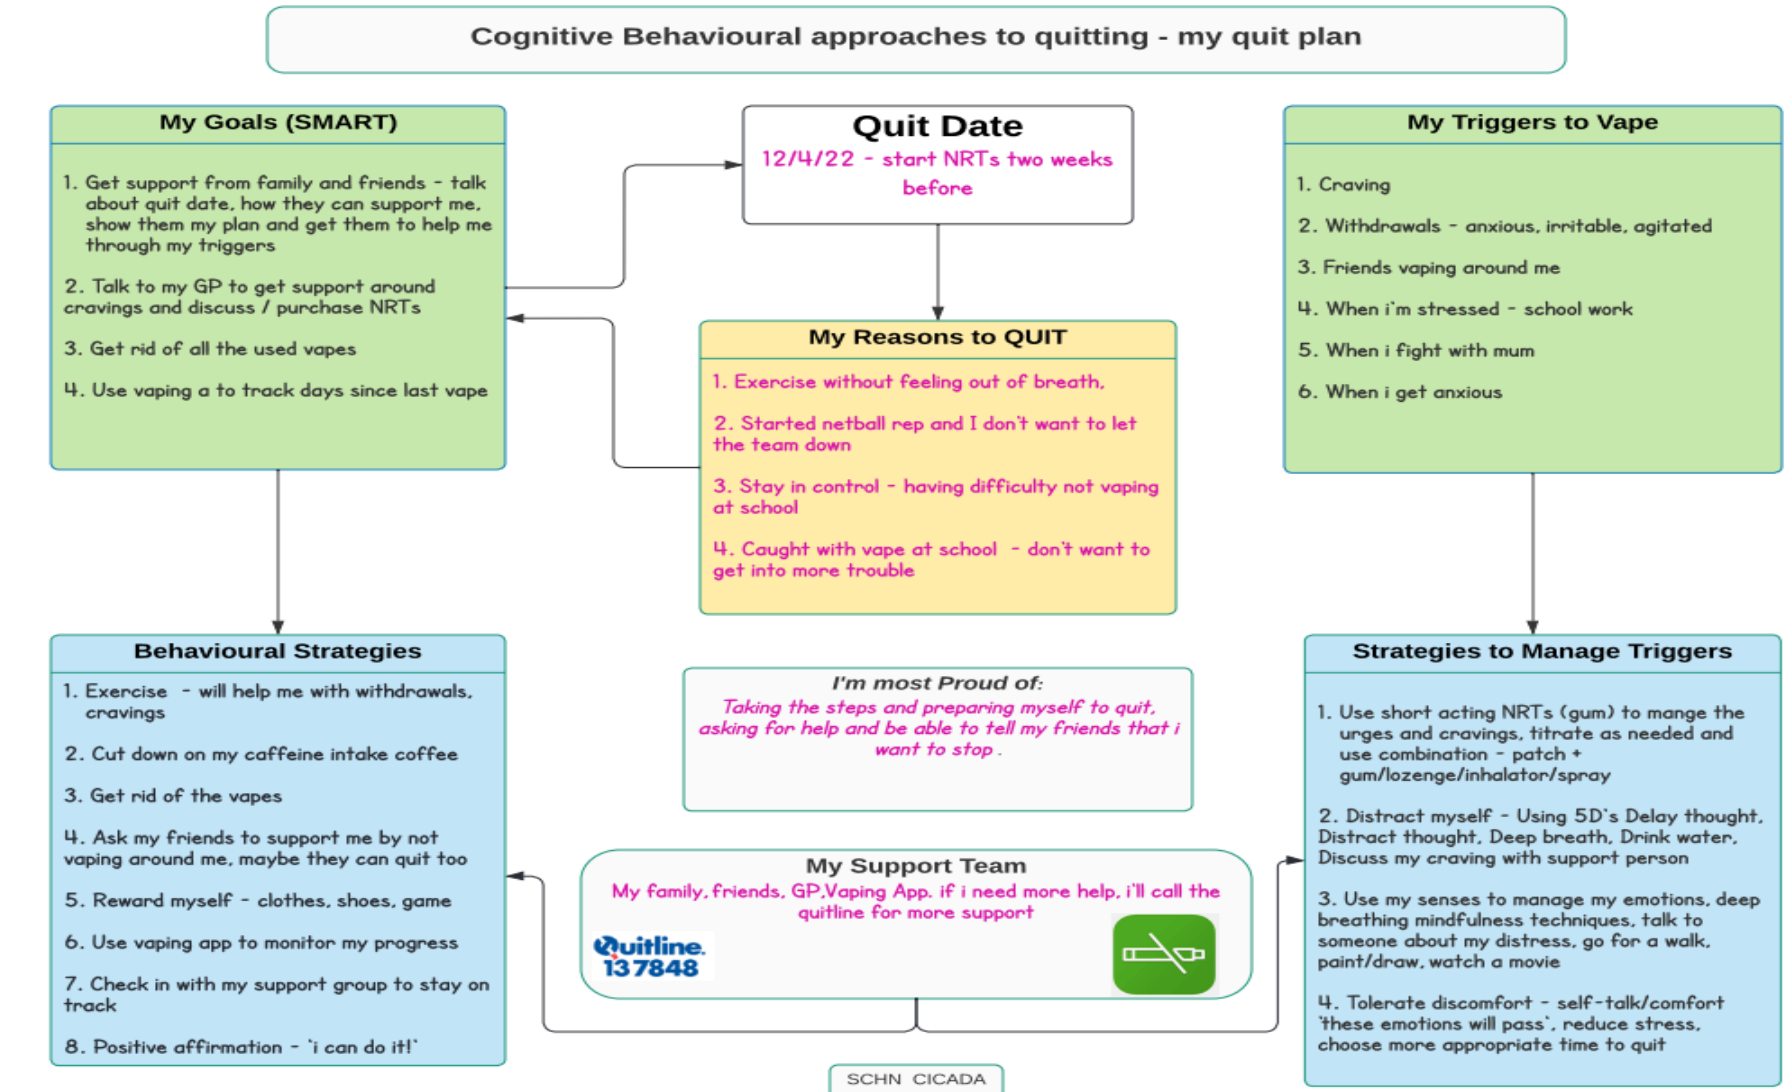 Cognitive Behavioural approaches to quitting - my quit plan
My Goals (SMART)
1. Get support from family and friends - talk
about quit date, how they can support me,
show them my plan and get them to help me
through my triggers
2. Talk to my GP to get support around
cravings and discuss / purchase NRTs
3. Get rid of all the used vapes
4. Use vaping a to track days since last vape
Quit Date
12/4/22 - start NRTs two weeks
before
My Reasons to QUIT
1. Exercise without feeling out of breath,
2. Started netball rep and I don't want to let
the team down
3. Stay in control - having difficulty not vaping
at school
4. Caught with vape at school - don't want to
get into more trouble
My Triggers to Vape
1. Craving
2. Withdrawals - anxious, irritable, agitated
3. Friends vaping around me
4. When i'm stressed - school work
5. When i fight with mum
6. When i get anxious
Behavioural Strategies
1. Exercise - will help me with withdrawals,
cravings
2. Cut down on my caffeine intake coffee
3. Get rid of the vapes
4. Ask my friends to support me by not
vaping around me, maybe they can quit too
5. Reward myself - clothes, shoes, game
6. Use vaping app to monitor my progress
7. Check in with my support group to stay on
track
8. Positive affirmation - 'i can do it!'
I'm most Proud of:
Taking the steps and preparing myself to quit,
asking for help and be able to tell my friends that i
want to stop .
My Support Team
My family, friends, GP,Vaping App. if i need more help, i'll call the
quitline for more support
Quitline.
13 7848
Strategies to Manage Triggers
1. Use short acting NRTs (gum) to mange the
urges and cravings, titrate as needed and
use combination - patch +
gum/lozenge/inhalator/spray
2. Distract myself - Using 5D's Delay thought,
Distract thought, Deep breath, Drink water,
Discuss my craving with support person
3. Use my senses to manage my emotions, deep
breathing mindfulness techniques, talk to
someone about my distress, go for a walk,
paint/draw, watch a movie
4. Tolerate discomfort - self-talk/comfort
'these emotions will pass', reduce stress,
choose more appropriate time to quit
SCHN CICADA